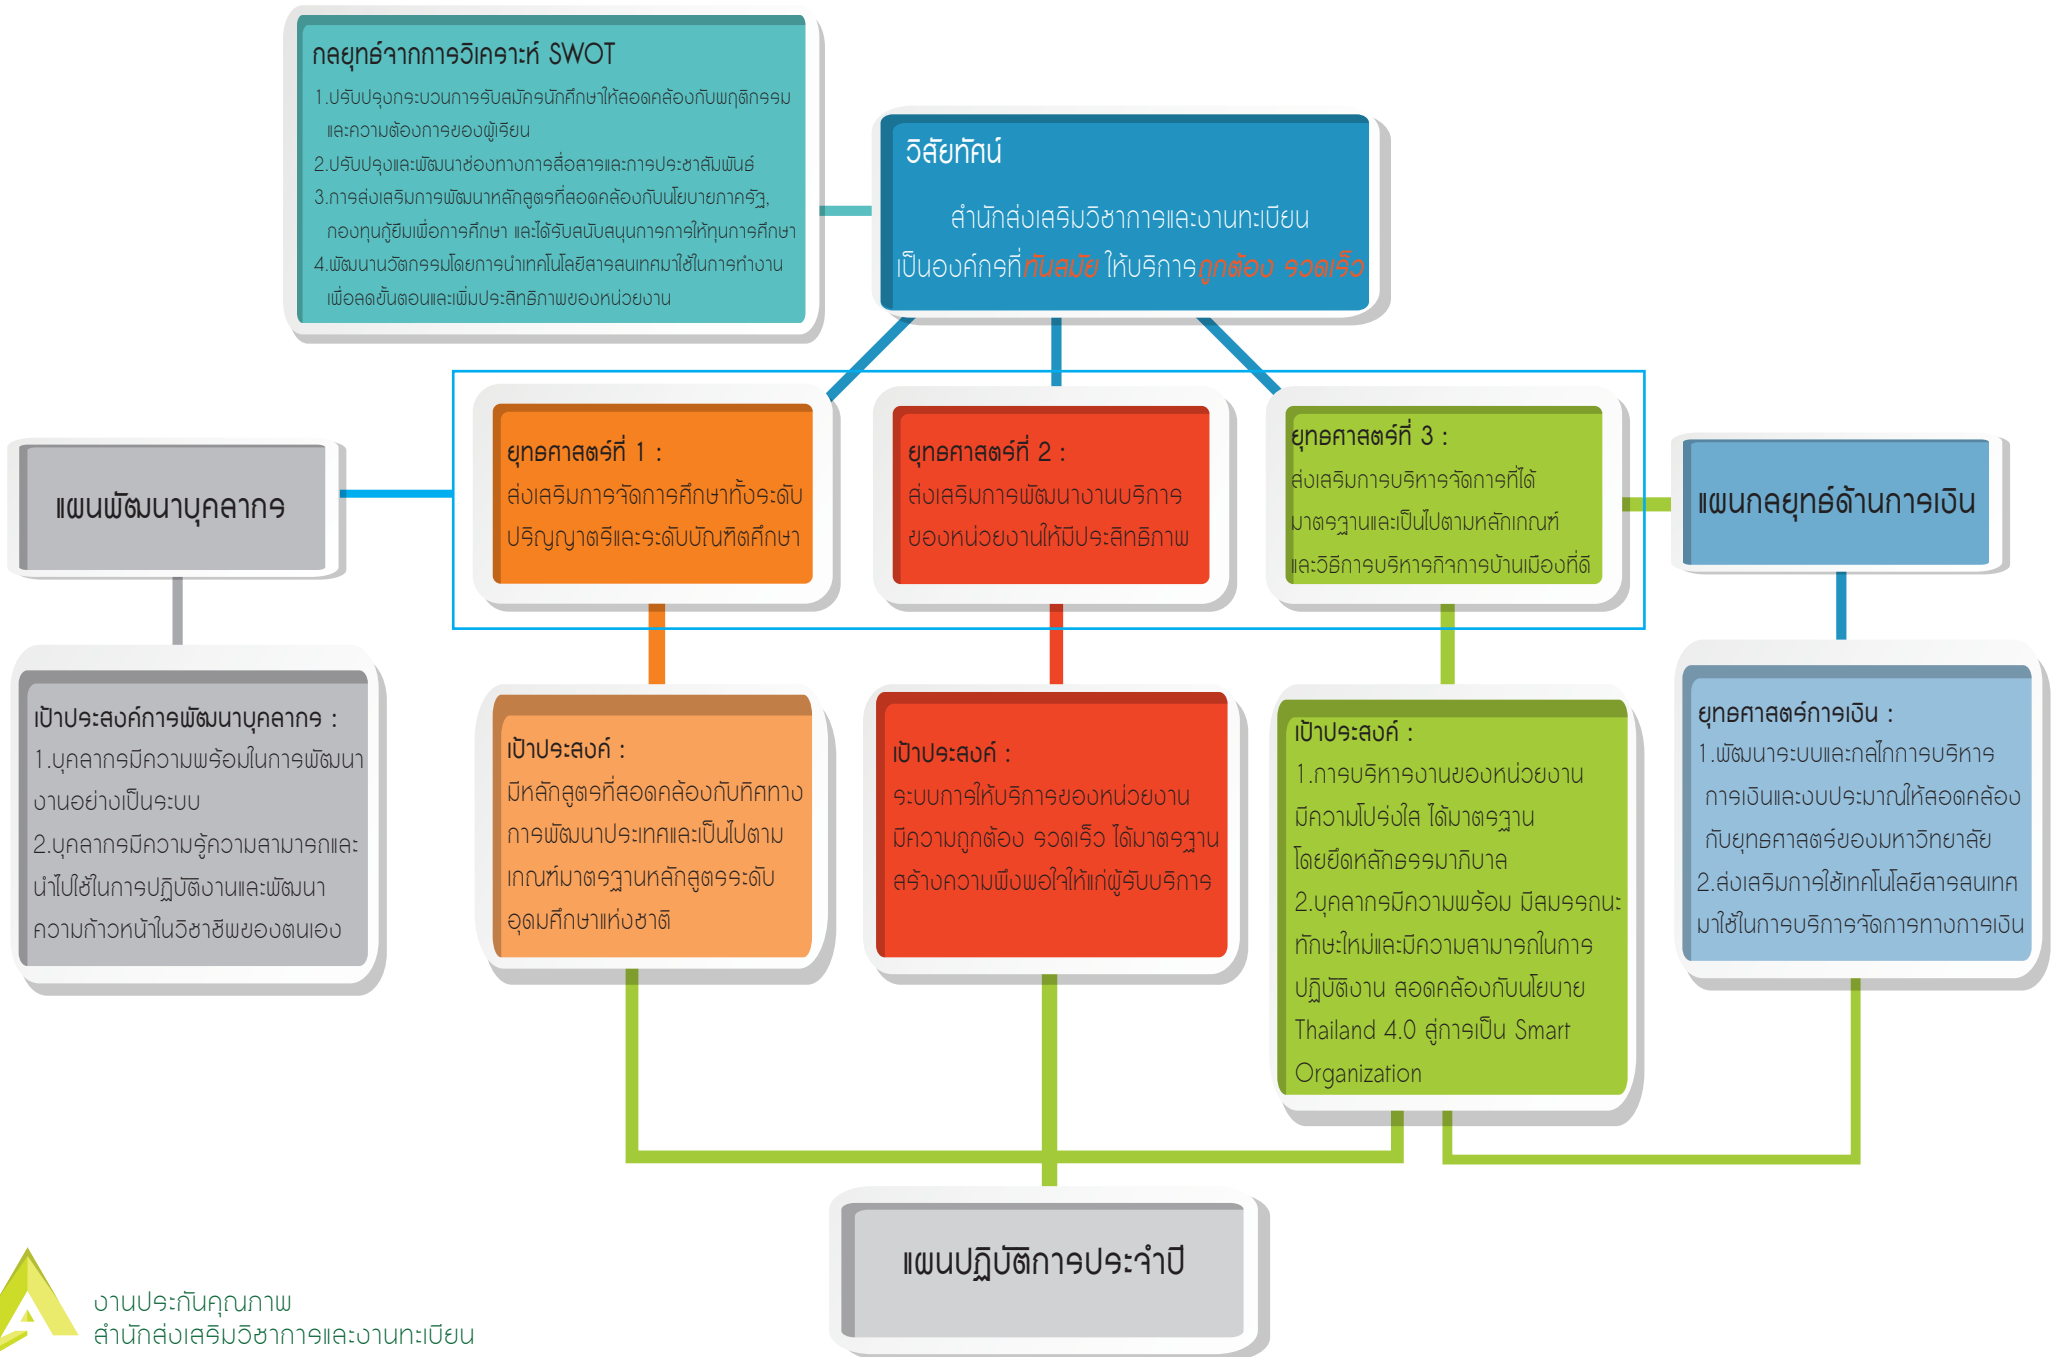 กลยุทธ์จากการวิเคราะห์ SWOT
1.ปรับปรุงกระบวนการรับสมัครนักศึกษาให้สอดคล้องกับพฤติกรรม
และความต้องการของผู้เรียน
2.ปรับปรุงและพัฒนาช่องทางการสื่อสารและการประชาสัมพันธ์
3.การส่งเสริมการพัฒนาหลักสูตรที่สอดคล้องกับนโยบายภาครัฐ,
กองทุนกู้ยืมเพื่อการศึกษา และได้รับสนับสนุนการการให้ทุนการศึกษา
4.พัฒนานวัตกรรมโดยการนำเทคโนโลยีสารสนเทศมาใช้ในการทำงาน
เพื่อลดขั้นตอนและเพิ่มประสิทธิภาพของหน่วยงาน
วิสัยทัศน์
สำนักส่งเสริมวิชาการและงานทะเบียน
เป็นองค์กรที่ทันสมัย ให้บริการถูกต้อง รวดเร็ว
แผนพัฒนาบุคลากร
ยุทธศาสตร์ที่ 1 :
ส่งเสริมการจัดการศึกษาทั้งระดับ
ปริญญาตรีและระดับบัณฑิตศึกษา
ยุทธศาสตร์ที่ 2 :
ส่งเสริมการพัฒนางานบริการ
ของหน่วยงานให้มีประสิทธิภาพ
ยุทธศาสตร์ที่ 3 :
ส่งเสริมการบริหารจัดการที่ได้
มาตรฐานและเป็นไปตามหลักเกณฑ์
และวิธีการบริหารกิจการบ้านเมืองที่ดี
แผนกลยุทธ์ด้านการเงิน
เป้าประสงค์การพัฒนาบุคลากร :
1.บุคลากรมีความพร้อมในการพัฒนา
งานอย่างเป็นระบบ
2.บุคลากรมีความรู้ความสามารถและ
นำไปใช้ในการปฏิบัติงานและพัฒนา
ความก้าวหน้าในวิชาชีพของตนเอง
เป้าประสงค์ :
มีหลักสูตรที่สอดคล้องกับทิศทาง
การพัฒนาประเทศและเป็นไปตาม
เกณฑ์มาตรฐานหลักสูตรระดับ
อุดมศึกษาแห่งชาติ
เป้าประสงค์ :
ระบบการให้บริการของหน่วยงาน
มีความถูกต้อง รวดเร็ว ได้มาตรฐาน
สร้างความพึงพอใจให้แก่ผู้รับบริการ
เป้าประสงค์ :
1.การบริหารงานของหน่วยงาน
มีความโปร่งใส ได้มาตรฐาน
โดยยึดหลักธรรมาภิบาล
2.บุคลากรมีความพร้อม มีสมรรถนะ
ทักษะใหม่และมีความสามารถในการ
ปฏิบัติงาน สอดคล้องกับนโยบาย
Thailand 4.0 สู่การเป็น Smart
Organization
ยุทธศาสตร์การเงิน :
1.พัฒนาระบบและกลไกการบริหาร
การเงินและงบประมาณให้สอดคล้อง
กับยุทธศาสตร์ของมหาวิทยาลัย
2.ส่งเสริมการใช้เทคโนโลยีสารสนเทศ
มาใช้ในการบริการจัดการทางการเงิน
แผนปฏิบัติการประจำปี
งานประกันคุณภาพ
สำนักส่งเสริมวิชาการและงานทะเบียน